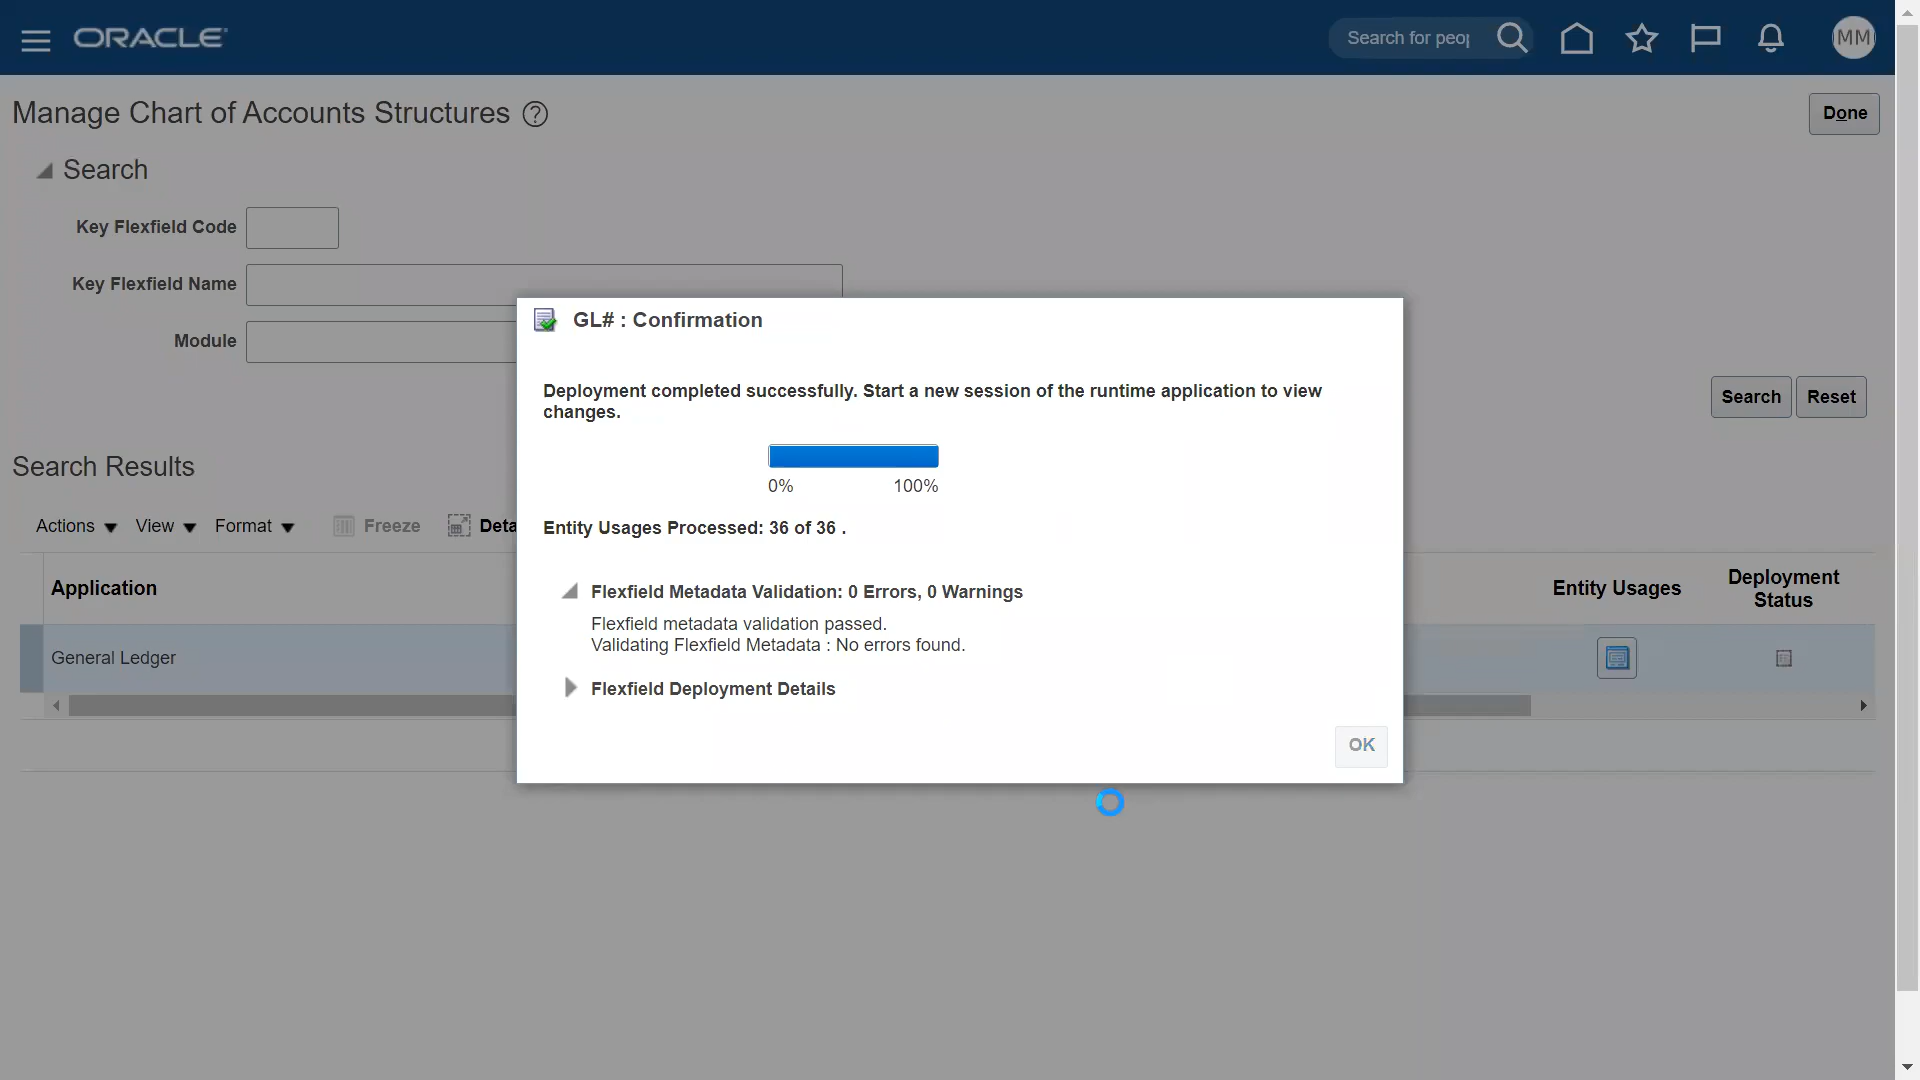 ORACLE
Search for peop
MM
Manage Chart of Accounts Structures ?
Done
Search
Key Flexfield Code
Key Flexfield Name
Module
Search Reset
Search Results
Actions View Format Freeze Deta
Application
Entity Usages
Deployment
Status
General Ledger
GL# : Confirmation
Deployment completed successfully. Start a new session of the runtime application to view
changes.
0% 100%
Entity Usages Processed: 36 of 36 .
Flexfield Metadata Validation: 0 Errors, 0 Warnings
Flexfield metadata validation passed.
Validating Flexfield Metadata : No errors found.
Flexfield Deployment Details
OK